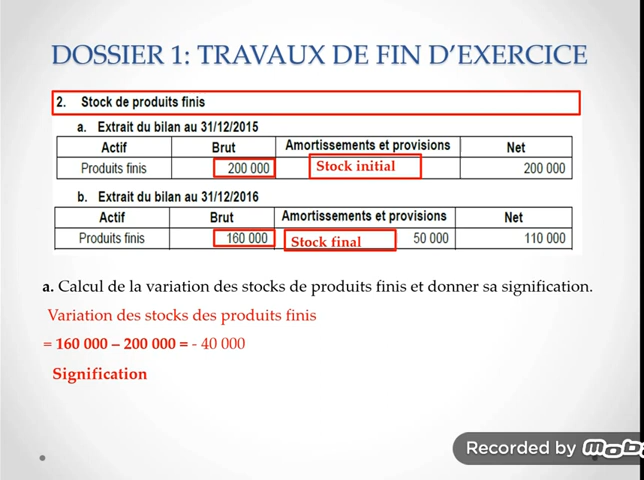 DOSSIER 1: TRAVAUX DE FIN D'EXERCICE
2. Stock de produits finis
a. Extrait du bilan au 31/12/2015
Actif Brut Amortissements et provisions Net
Produits finis 200 000 Stock initial 200 000
b. Extrait du bilan au 31/12/2016
Actif Brut Amortissements et provisions Net
Produits finis 160 000 Stock final 50 000 110 000
a. Calcul de la variation des stocks de produits finis et donner sa signification.
Variation des stocks des produits finis
= 160 000 – 200 000 = - 40 000
Signification
Recorded by